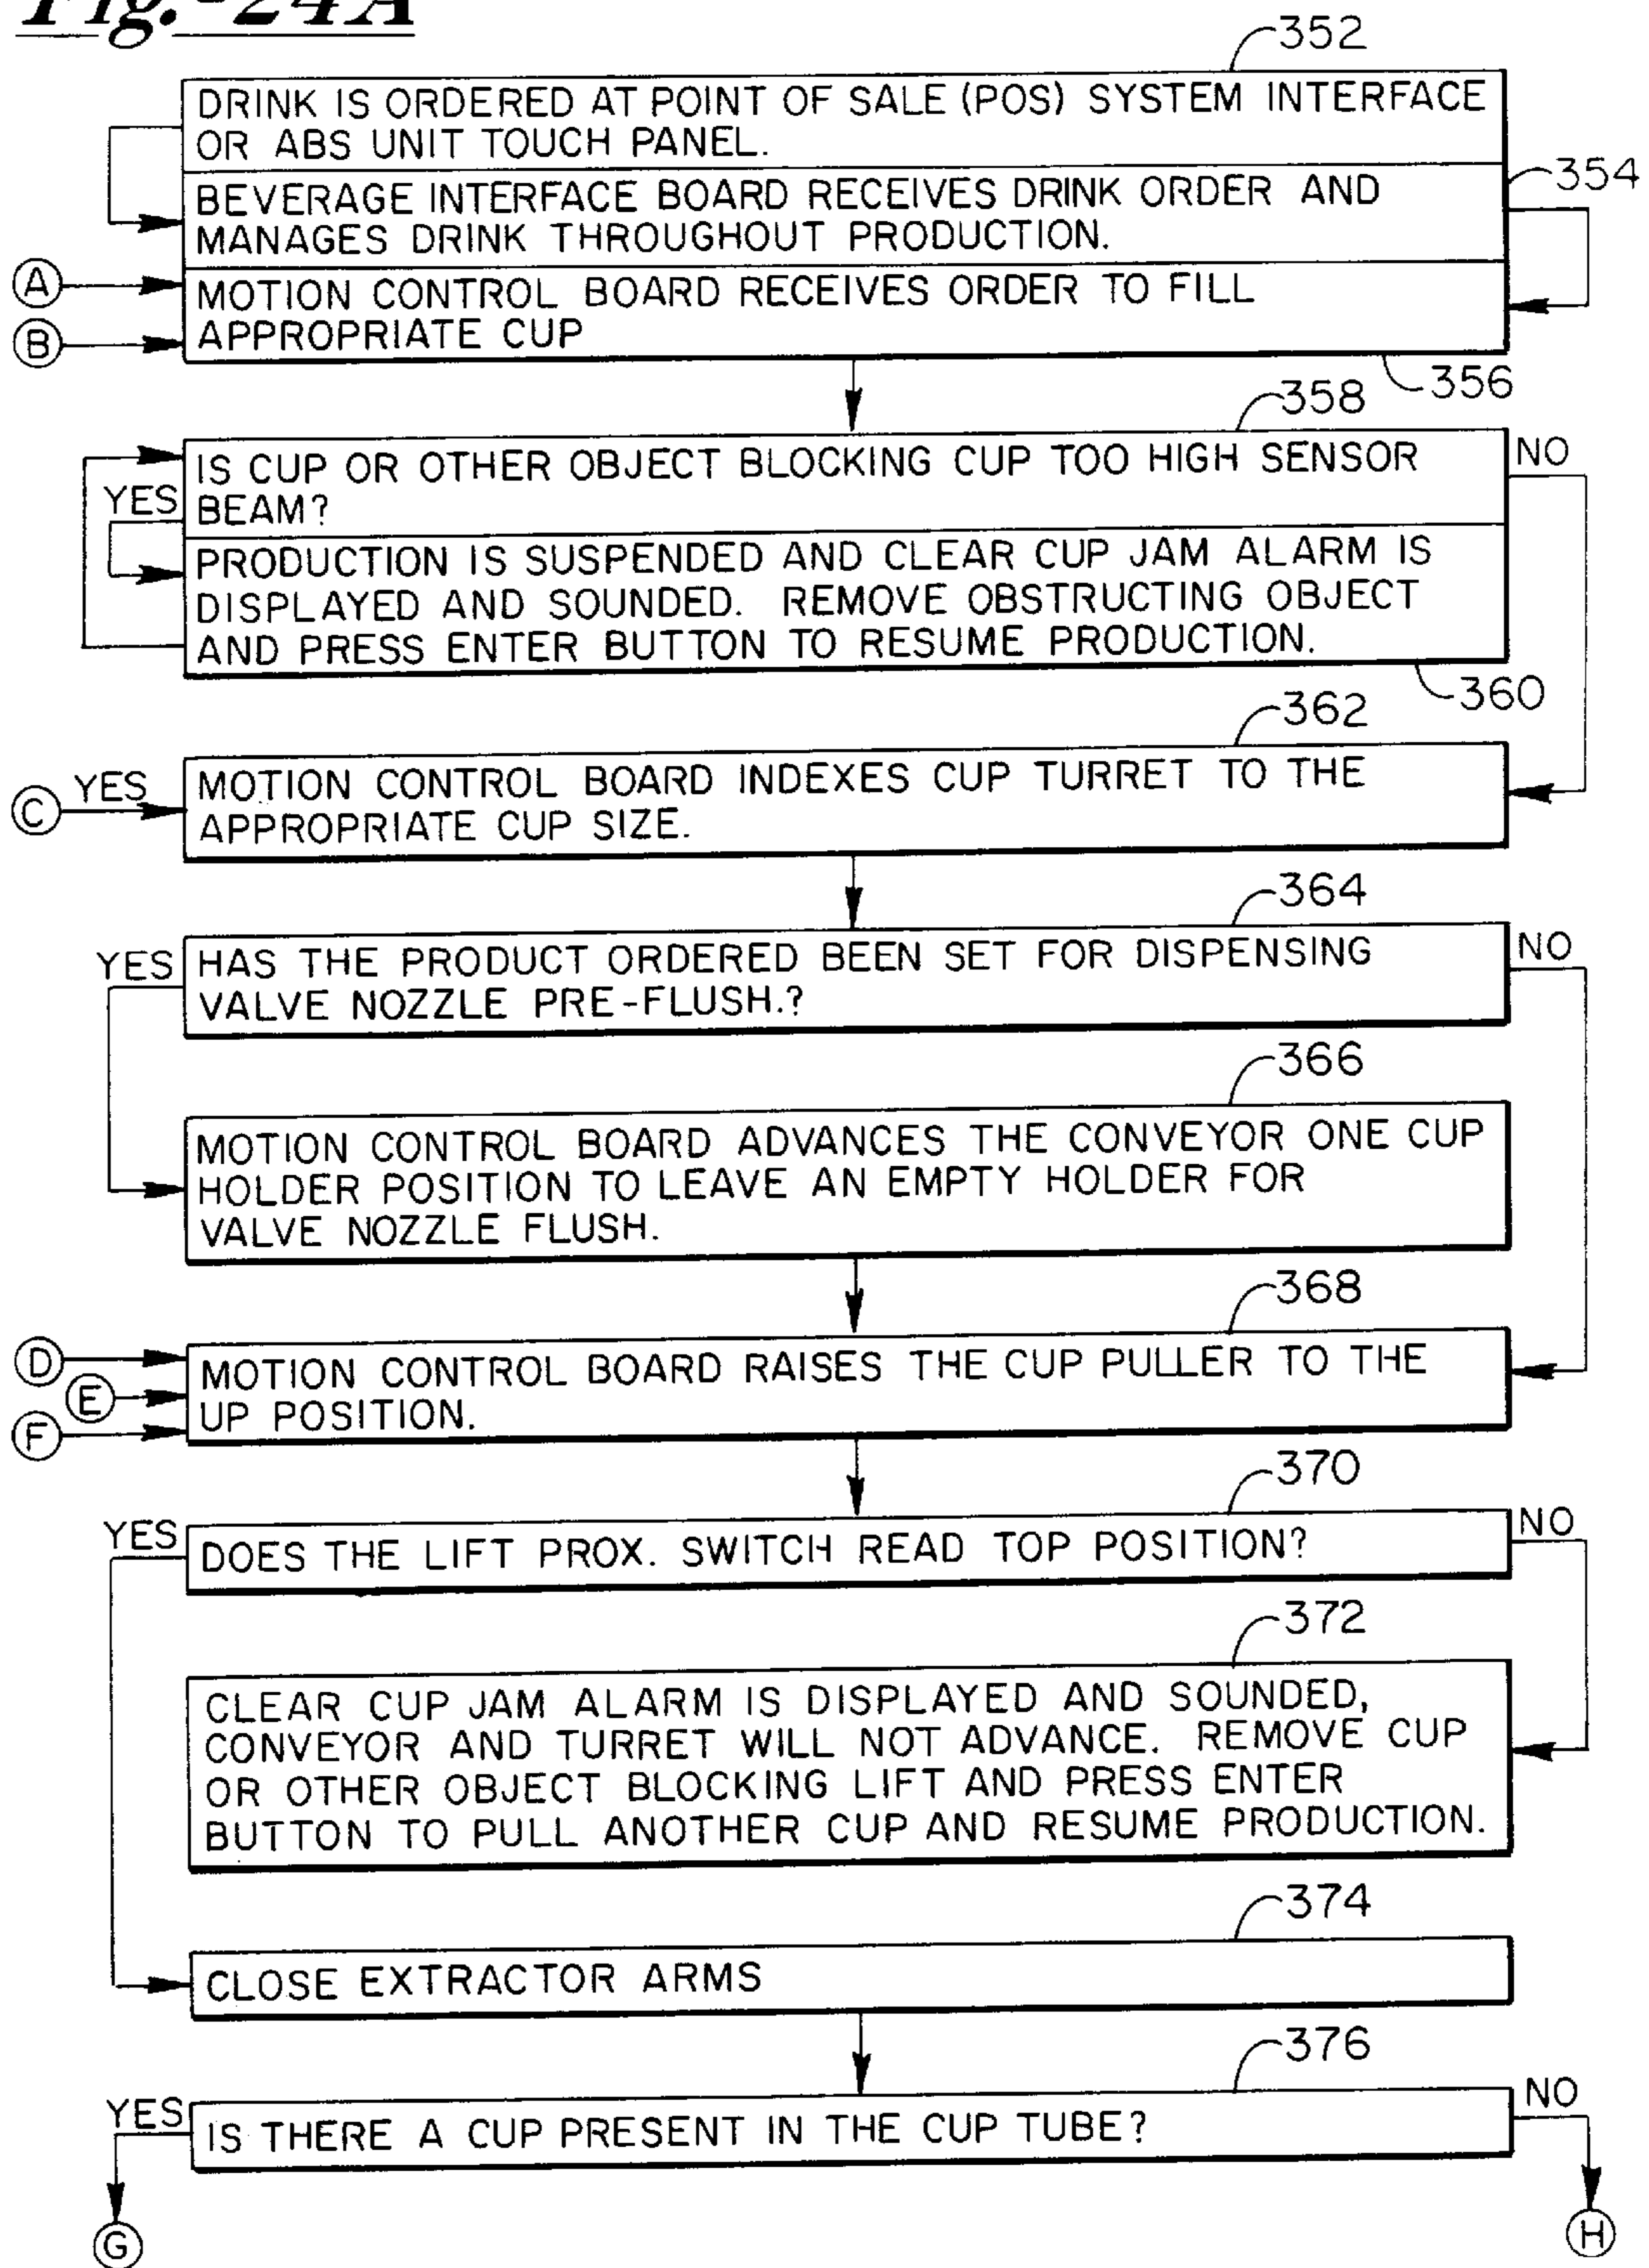 Fig.-24A
352
DRINK IS ORDERED AT POINT OF SALE (POS) SYSTEM INTERFACE
OR ABS UNIT TOUCH PANEL.
354
BEVERAGE INTERFACE BOARD RECEIVES DRINK ORDER AND
MANAGES DRINK THROUGHOUT PRODUCTION.
A
MOTION CONTROL BOARD RECEIVES ORDER TO FILL
B
APPROPRIATE CUP
356
358
IS CUP OR OTHER OBJECT BLOCKING CUP TOO HIGH SENSOR
NO
YES
BEAM?
PRODUCTION IS SUSPENDED AND CLEAR CUP JAM ALARM IS
DISPLAYED AND SOUNDED. REMOVE OBSTRUCTING OBJECT
AND PRESS ENTER BUTTON TO RESUME PRODUCTION.
360
362
C
YES
MOTION CONTROL BOARD INDEXES CUP TURRET TO THE
APPROPRIATE CUP SIZE.
364
YES
HAS THE PRODUCT ORDERED BEEN SET FOR DISPENSING
NO
VALVE NOZZLE PRE-FLUSH.?
366
MOTION CONTROL BOARD ADVANCES THE CONVEYOR ONE CUP
HOLDER POSITION TO LEAVE AN EMPTY HOLDER FOR
VALVE NOZZLE FLUSH.
368
D
MOTION CONTROL BOARD RAISES THE CUP PULLER TO THE
E
UP POSITION.
F
370
YES
DOES THE LIFT PROX. SWITCH READ TOP POSITION?
NO
372
CLEAR CUP JAM ALARM IS DISPLAYED AND SOUNDED,
CONVEYOR AND TURRET WILL NOT ADVANCE. REMOVE CUP
OR OTHER OBJECT BLOCKING LIFT AND PRESS ENTER
BUTTON TO PULL ANOTHER CUP AND RESUME PRODUCTION.
374
CLOSE EXTRACTOR ARMS
376
YES
IS THERE A CUP PRESENT IN THE CUP TUBE?
NO
G
H